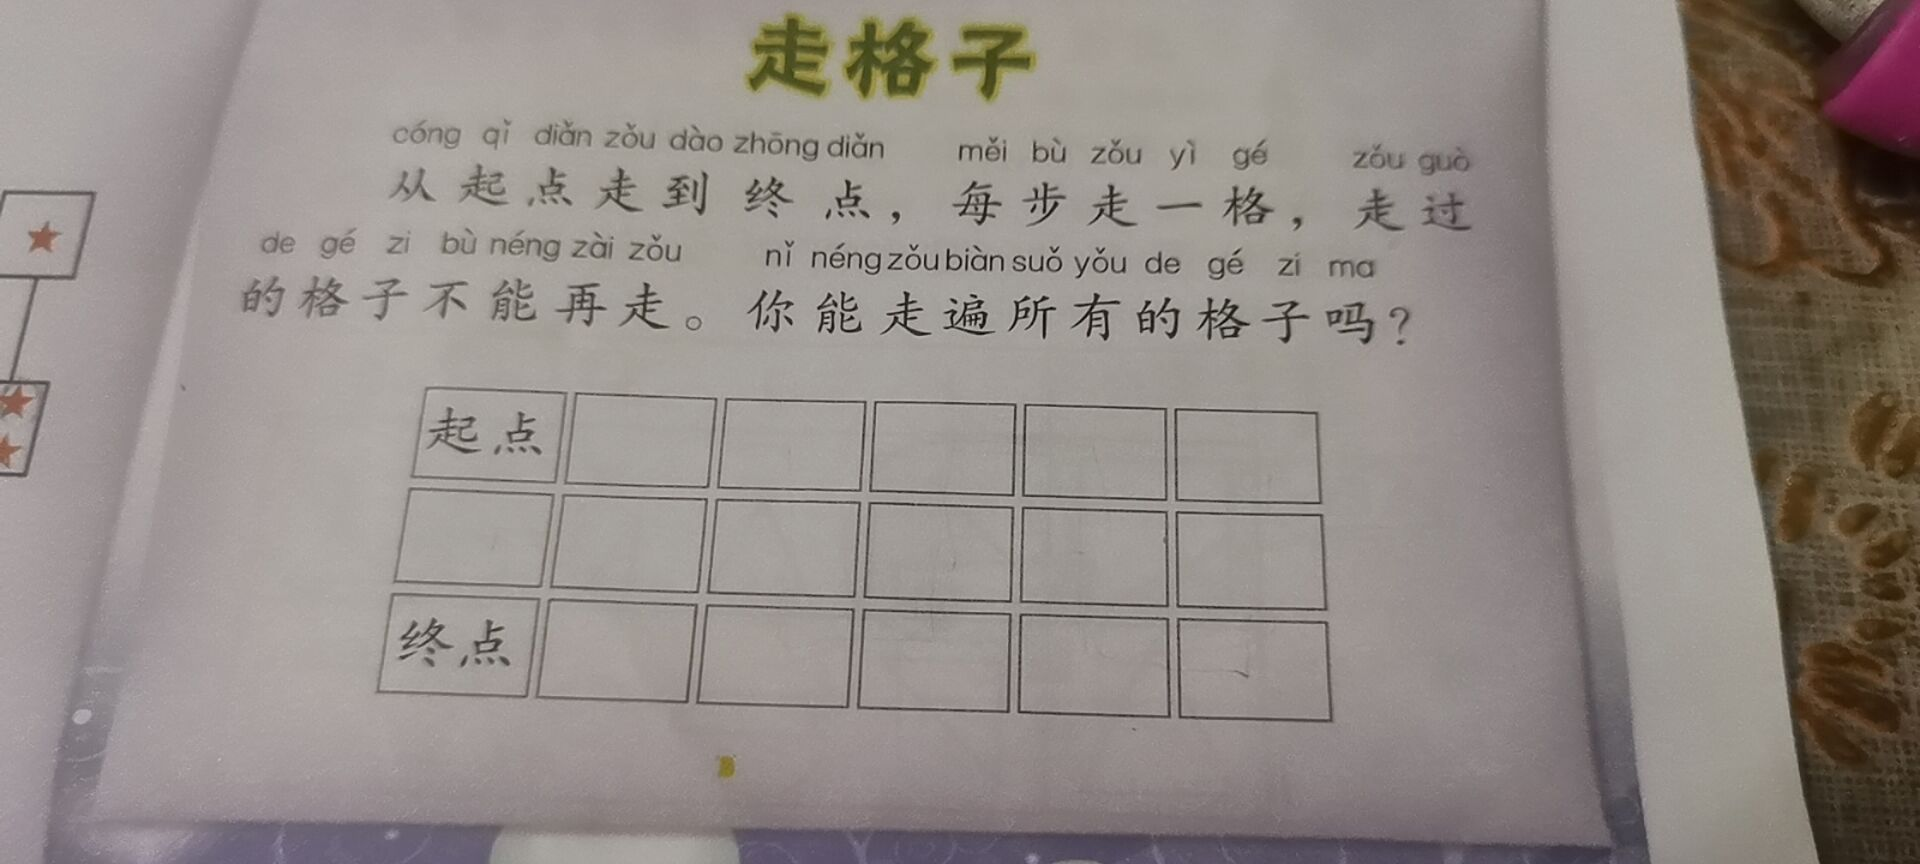 走格子
cóng qǐ diǎn zǒu dào zhōng diǎn měi bù zǒu yì gé zǒu guò
从起点走到终点，每步走一格，走过
de gé zi bù néng zài zǒu nǐ néng zǒu biàn suǒ yǒu de gé zi ma
的格子不能再走。你能走遍所有的格子吗？
起点
终点